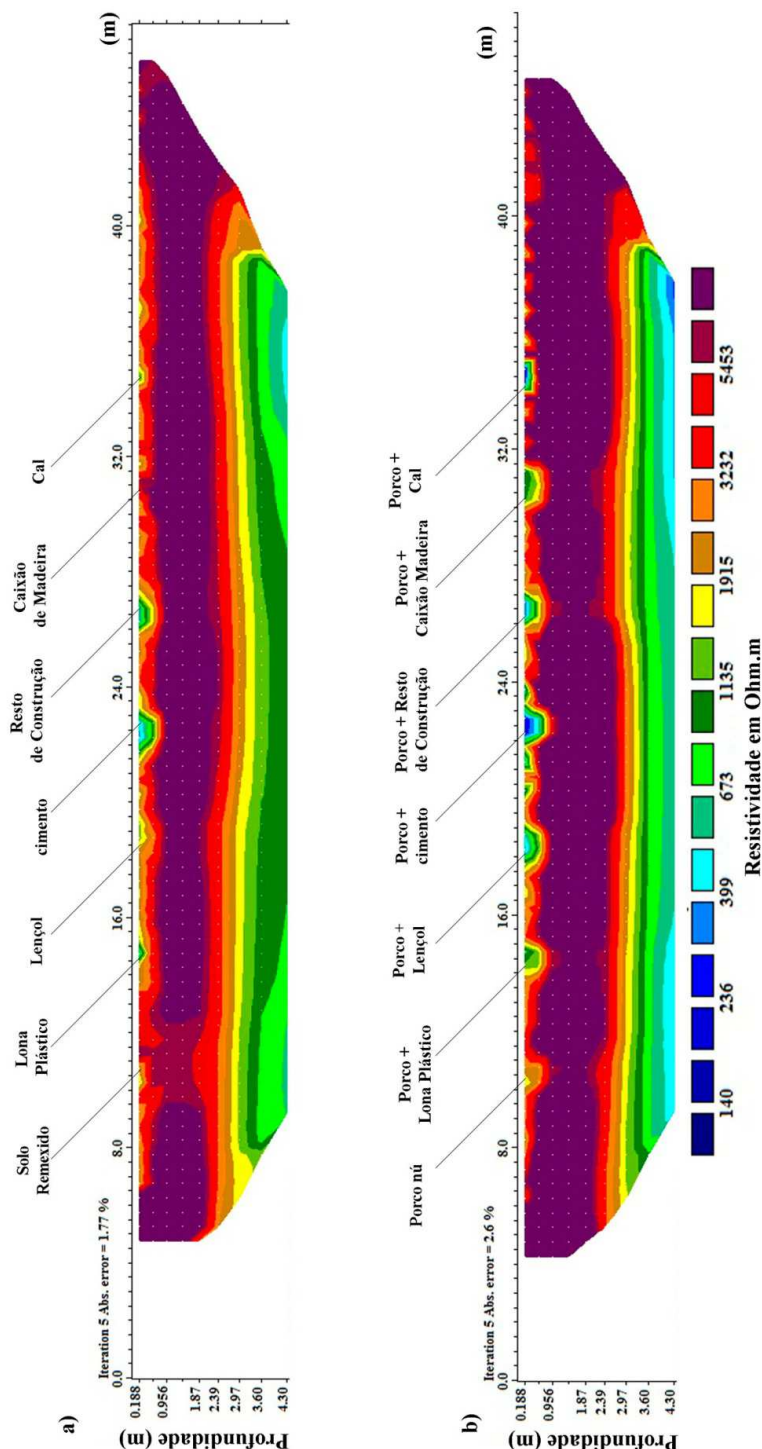 a)
Solo
Remexido
Lona
Plástico
Lençol
cimento
Resto
de Construção
Caixão
de Madeira
Cal
Iteration 5 Abs. error = 1.77 %
0.0
8.0
16.0
24.0
32.0
40.0
(m)
Profundidade (m)
0.188
0.956
1.87
2.39
2.97
3.60
4.30
b)
Porco nú
Porco +
Lona Plástico
Porco +
Lençol
Porco +
cimento
Porco + Resto
de Construção
Porco +
Caixão Madeira
Porco +
Cal
Iteration 5 Abs. error = 2.6 %
0.0
8.0
16.0
24.0
32.0
40.0
(m)
Profundidade (m)
0.188
0.956
1.87
2.39
2.97
3.60
4.30
140
236
399
673
1135
1915
3232
5453
Resistividade em Ohm.m